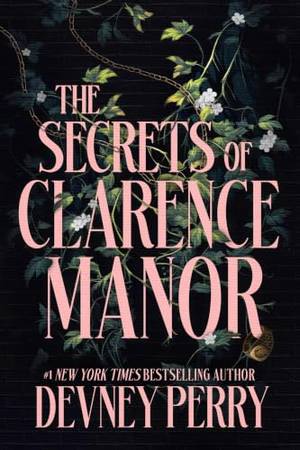 THE
SECRETS OF
CLARENCE
MANOR
#1 NEW YORK TIMES BESTSELLING AUTHOR
DEVNEY PERRY